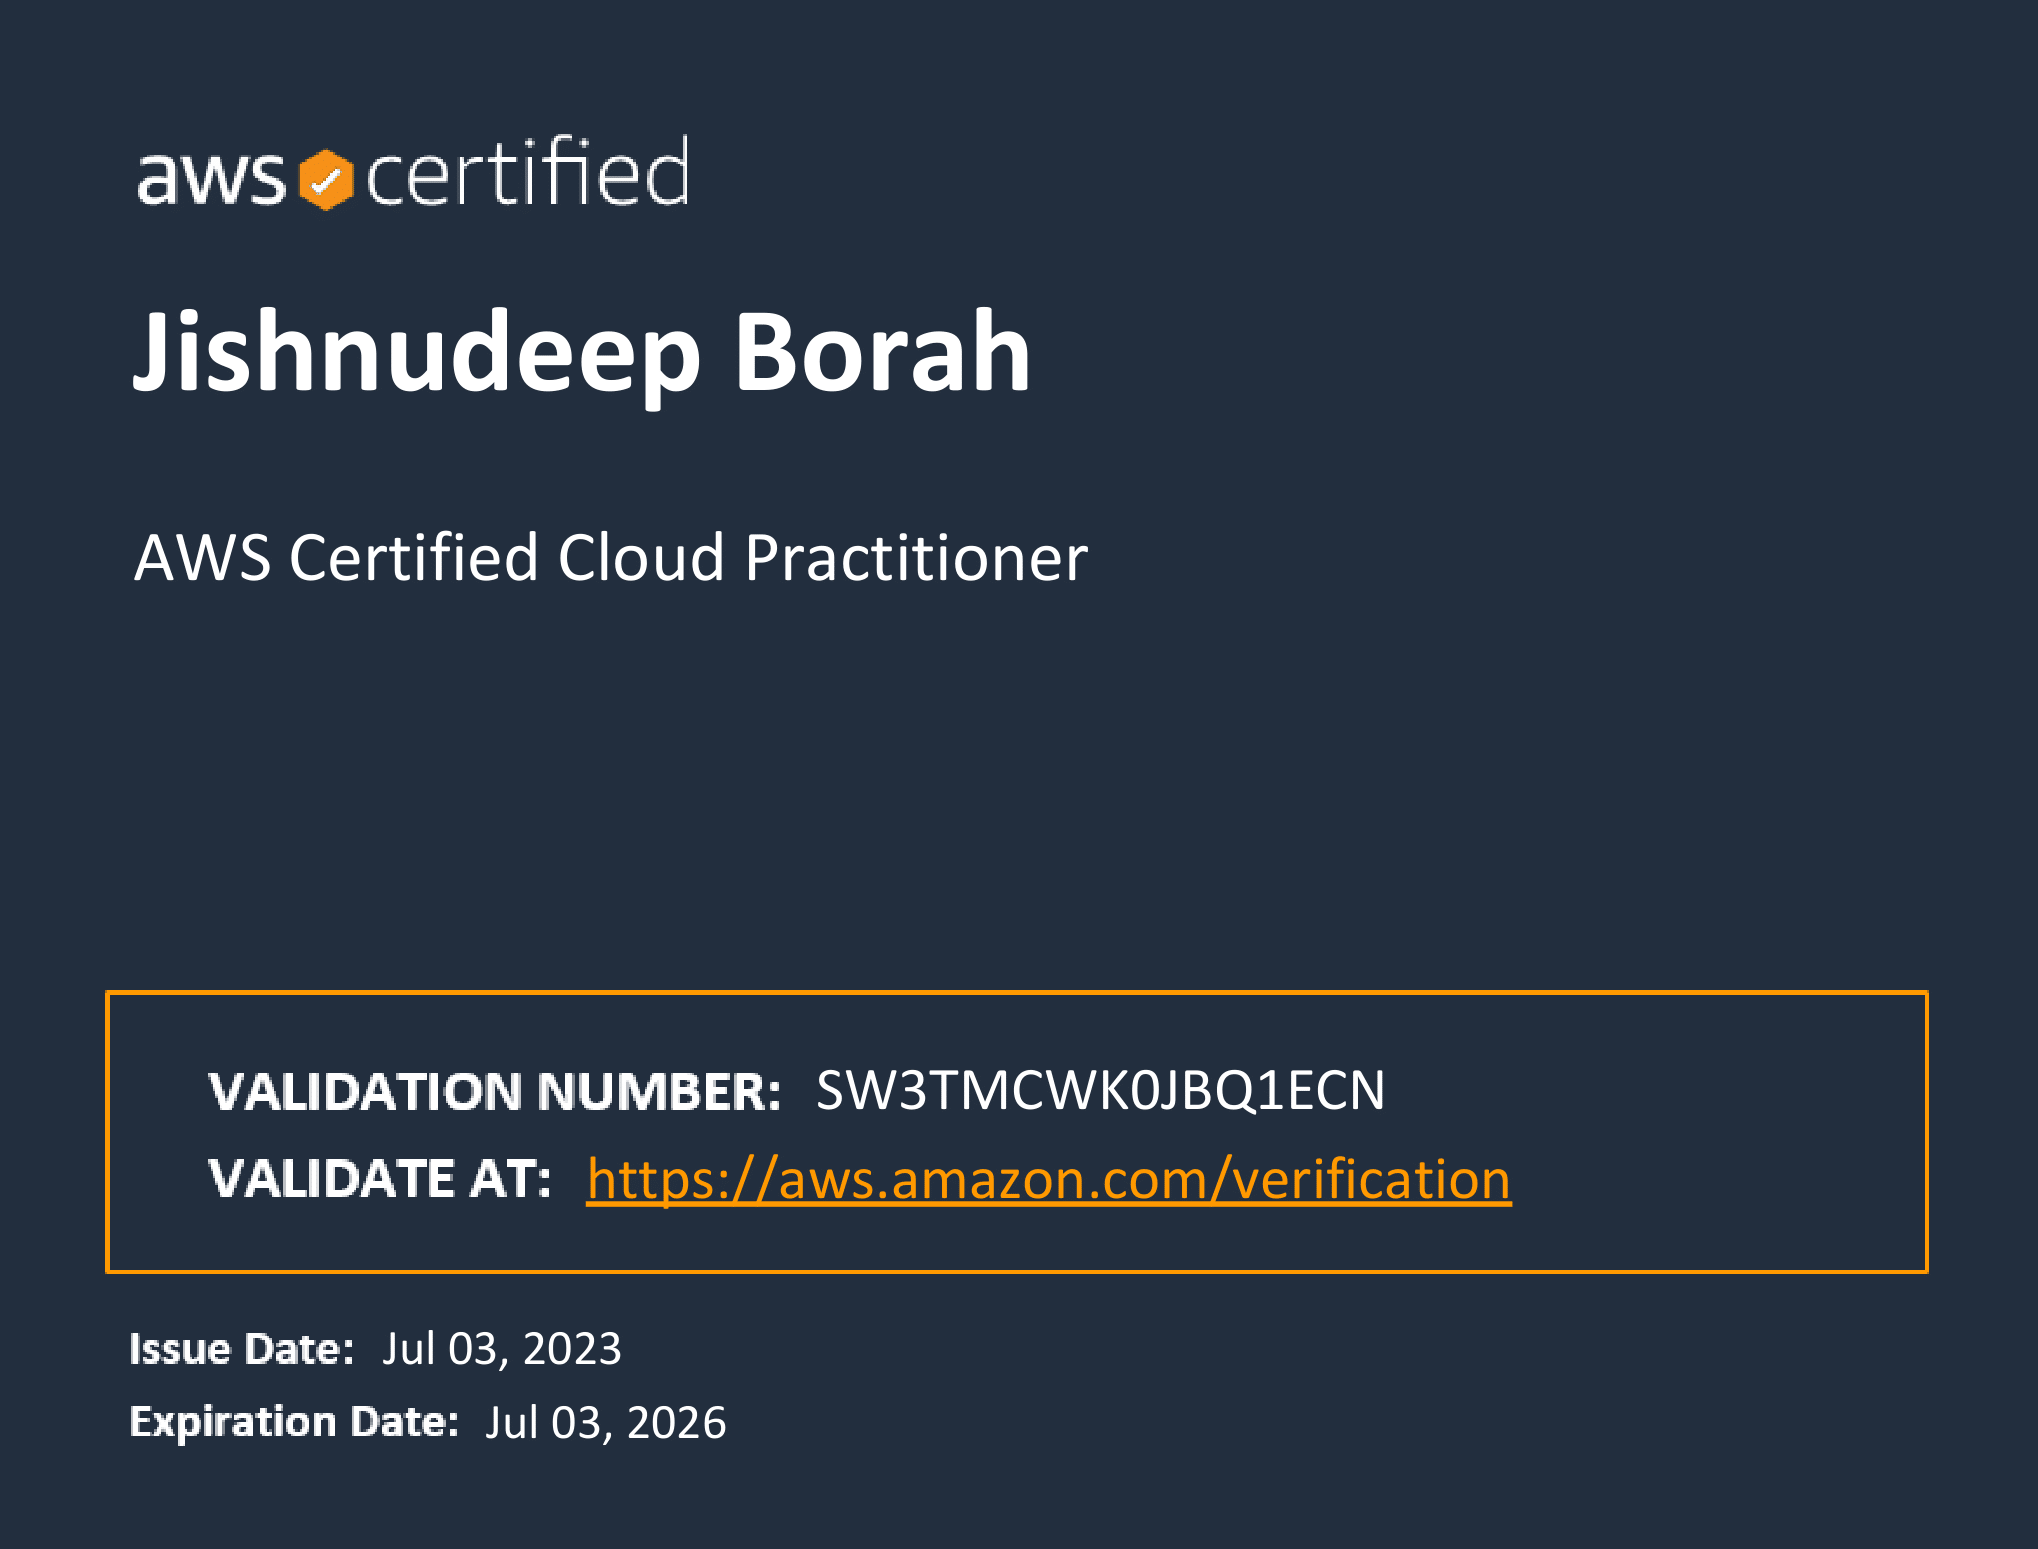 aws certified
Jishnudeep Borah
AWS Certified Cloud Practitioner
VALIDATION NUMBER: SW3TMCWK0JBQ1ECN
VALIDATE AT: https://aws.amazon.com/verification
Issue Date: Jul 03, 2023
Expiration Date: Jul 03, 2026